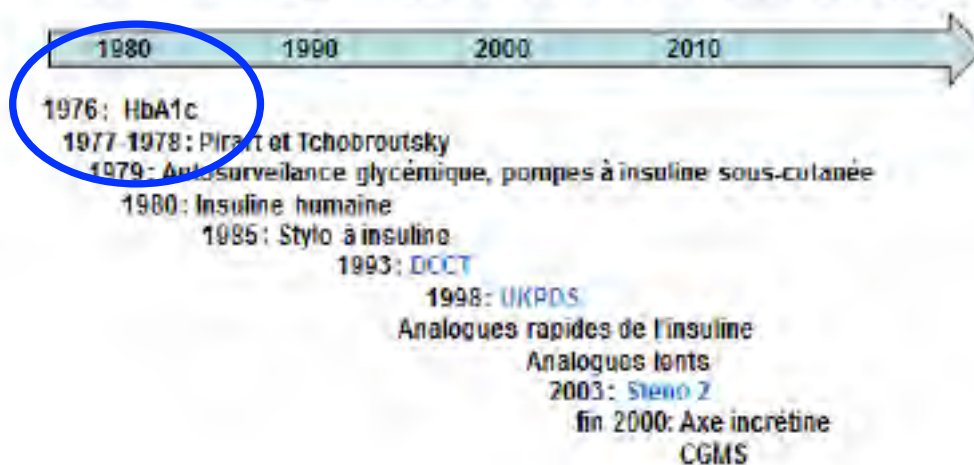 1980 1990 2000 2010
1976 : HbA1c
1977-1978 : Pirart et Tchobroutsky
1979 : Autosurveilance glycémique, pompes à insuline sous-cutanée
1980 : Insuline humaine
1985 : Stylo à insuline
1993 : DCCT
1998 : UKPDS
Analogues rapides de l'insuline
Analogues lents
2003 : Steno 2
fin 2000: Axe incrétine
CGMS